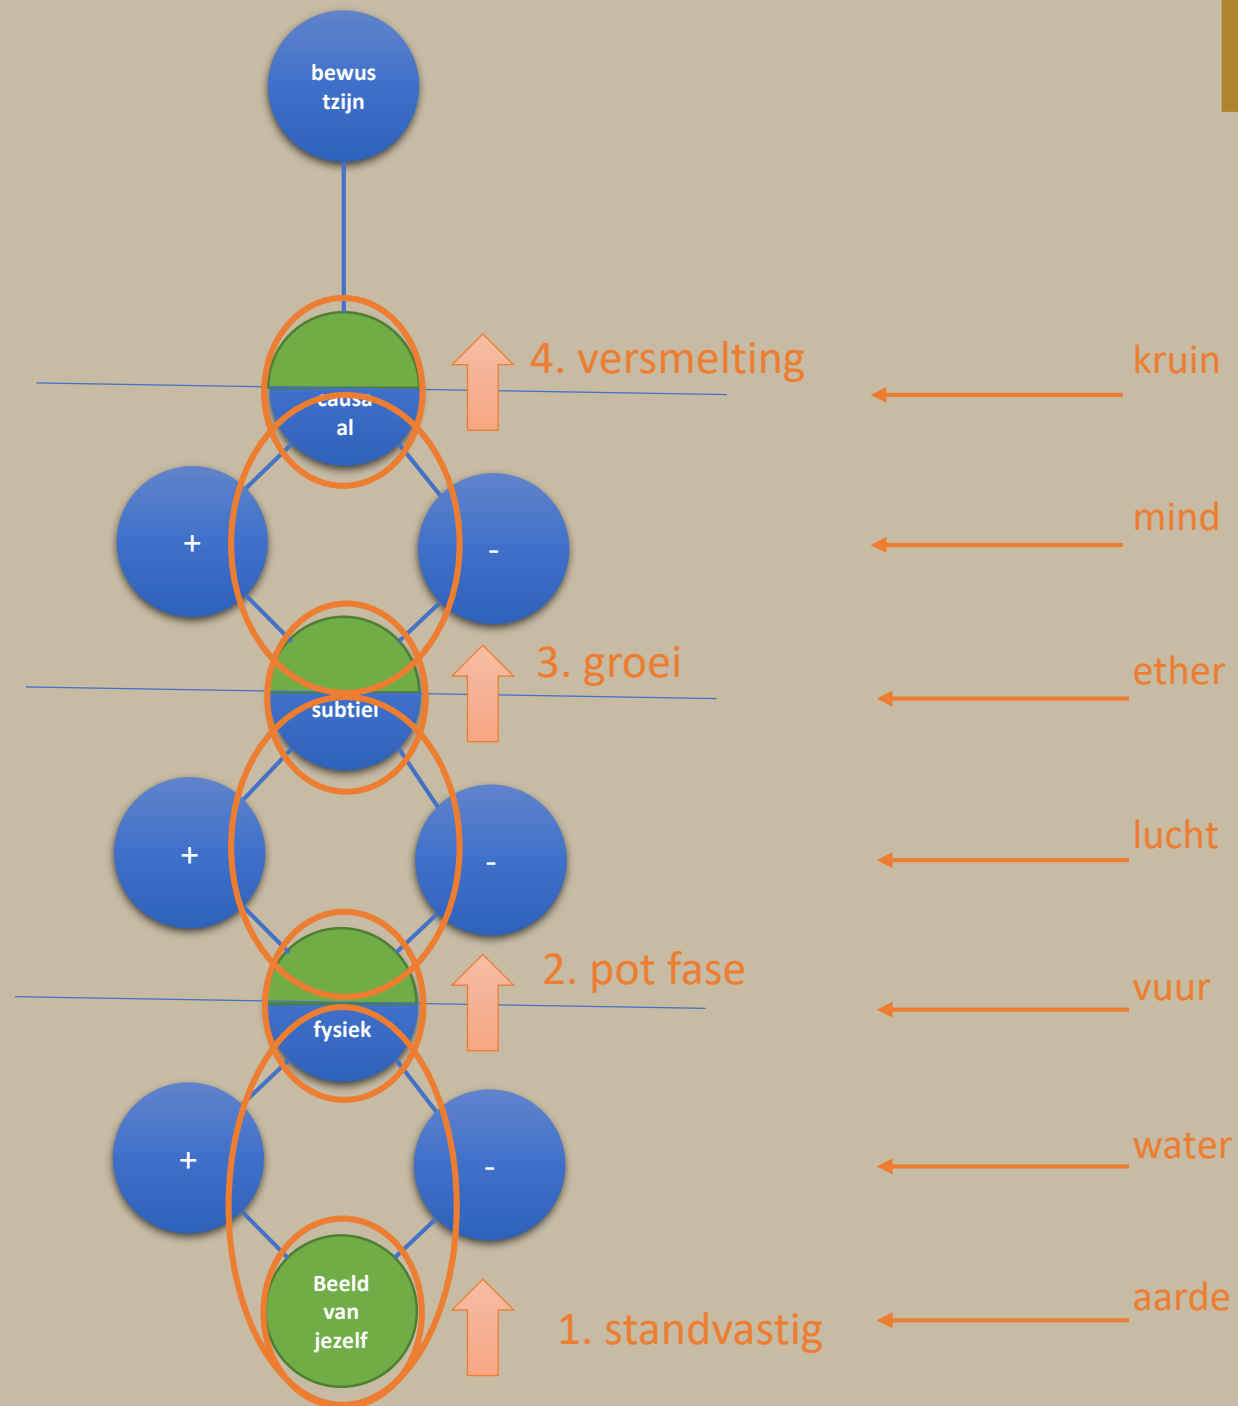 bewus
tzijn
4. versmelting
kruin
causa
al
mind
+
-
3. groei
ether
subtiel
lucht
+
-
2. pot fase
vuur
fysiek
water
+
-
Beeld
van
jezelf
1. standvastig
aarde